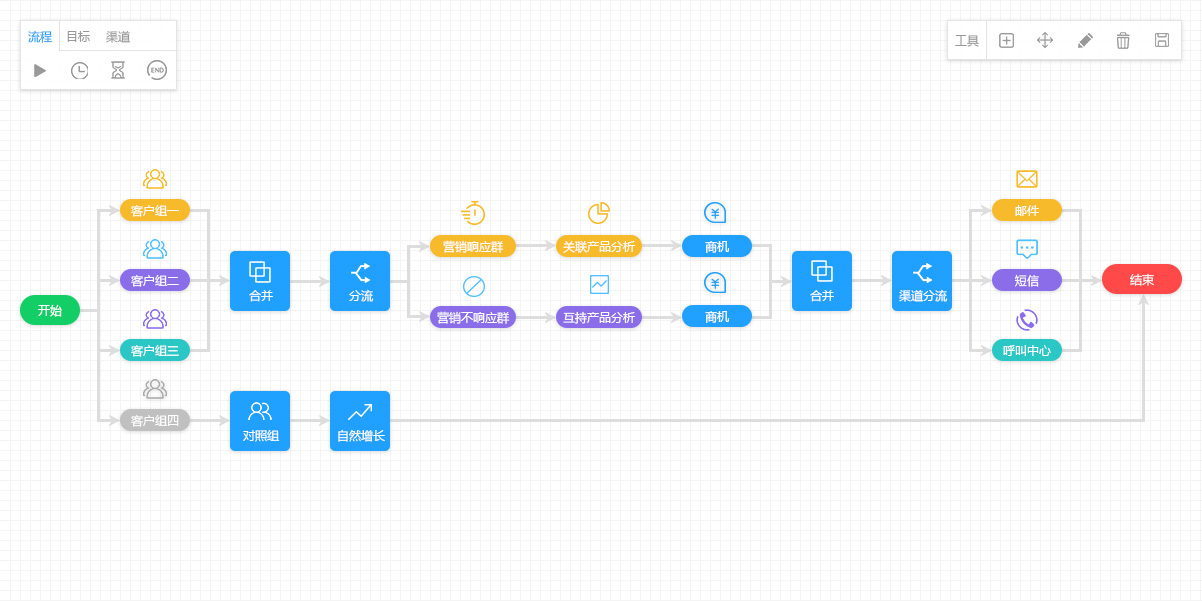 流程 目标 渠道
END
工具
开始
客户组一
客户组二
客户组三
客户组四
合并
分流
对照组
自然增长
营销响应群
关联产品分析
商机
营销不响应群
互持产品分析
商机
合并
渠道分流
邮件
短信
呼叫中心
结束